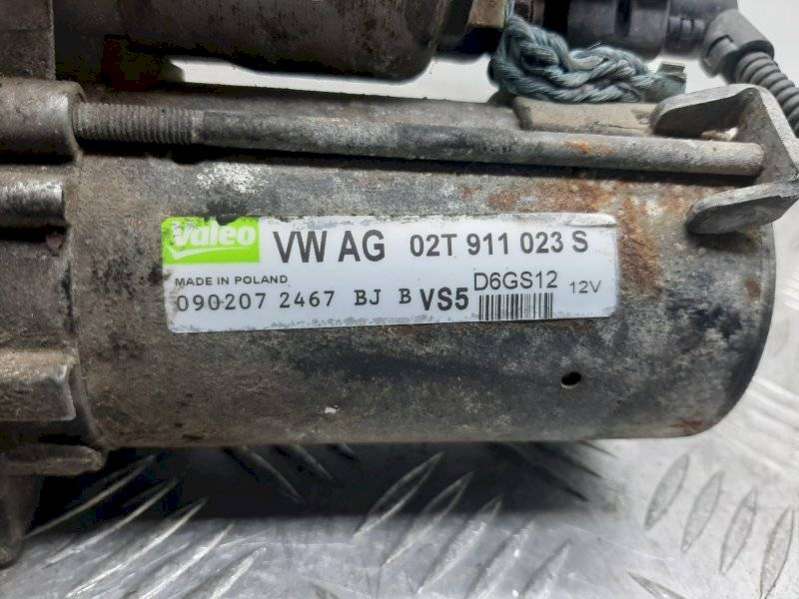 Valeo VW AG 02T 911 023 S
MADE IN POLAND
090207 2467 BJ B VS5 D6GS12 12V